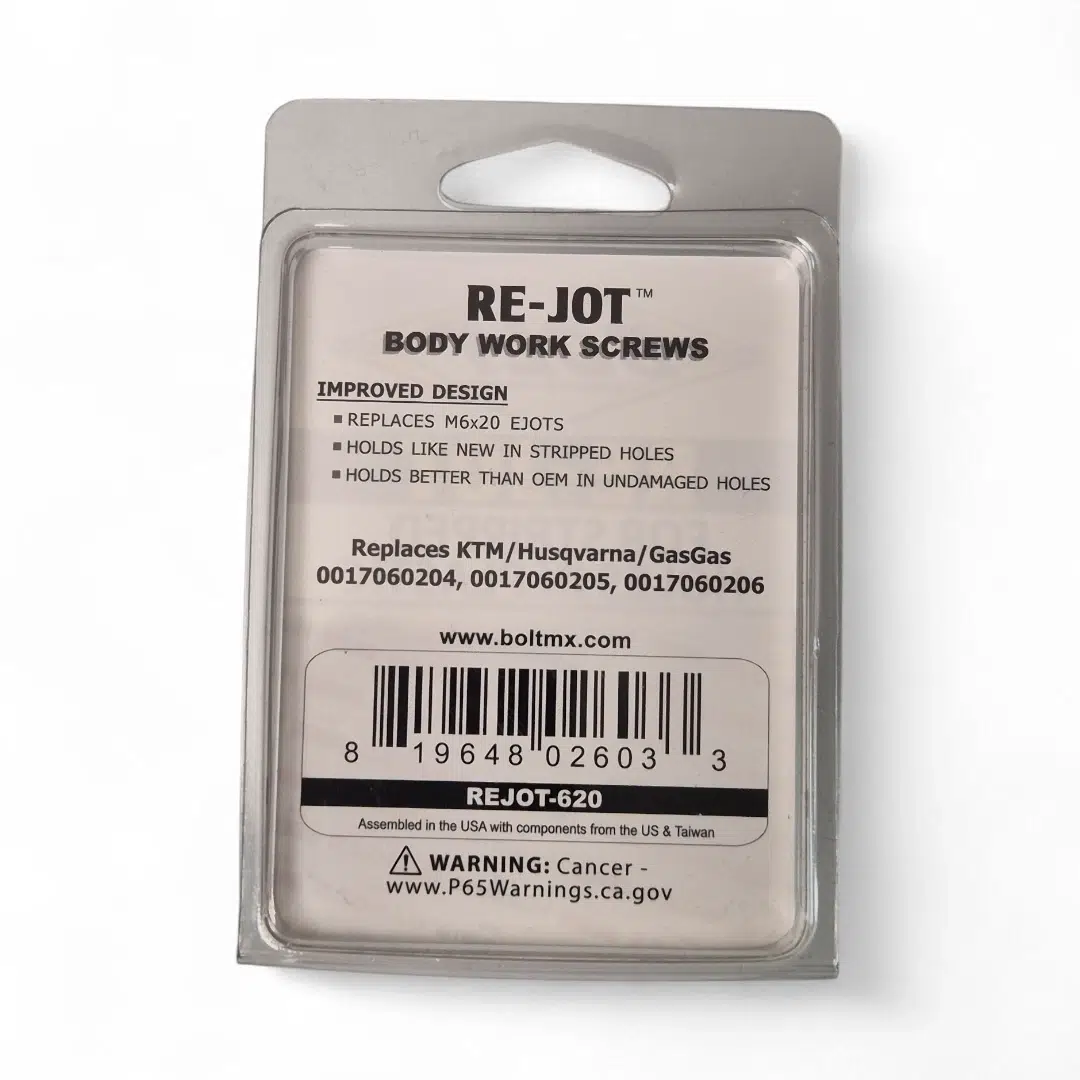 RE-JOT™
BODY WORK SCREWS
IMPROVED DESIGN
▪ REPLACES M6x20 EJOTS
▪ HOLDS LIKE NEW IN STRIPPED HOLES
▪ HOLDS BETTER THAN OEM IN UNDAMAGED HOLES
Replaces KTM/Husqvarna/GasGas
0017060204, 0017060205, 0017060206
www.boltmx.com
8 19648 02603 3
REJOT-620
Assembled in the USA with components from the US & Taiwan
⚠ WARNING: Cancer -
www.P65Warnings.ca.gov